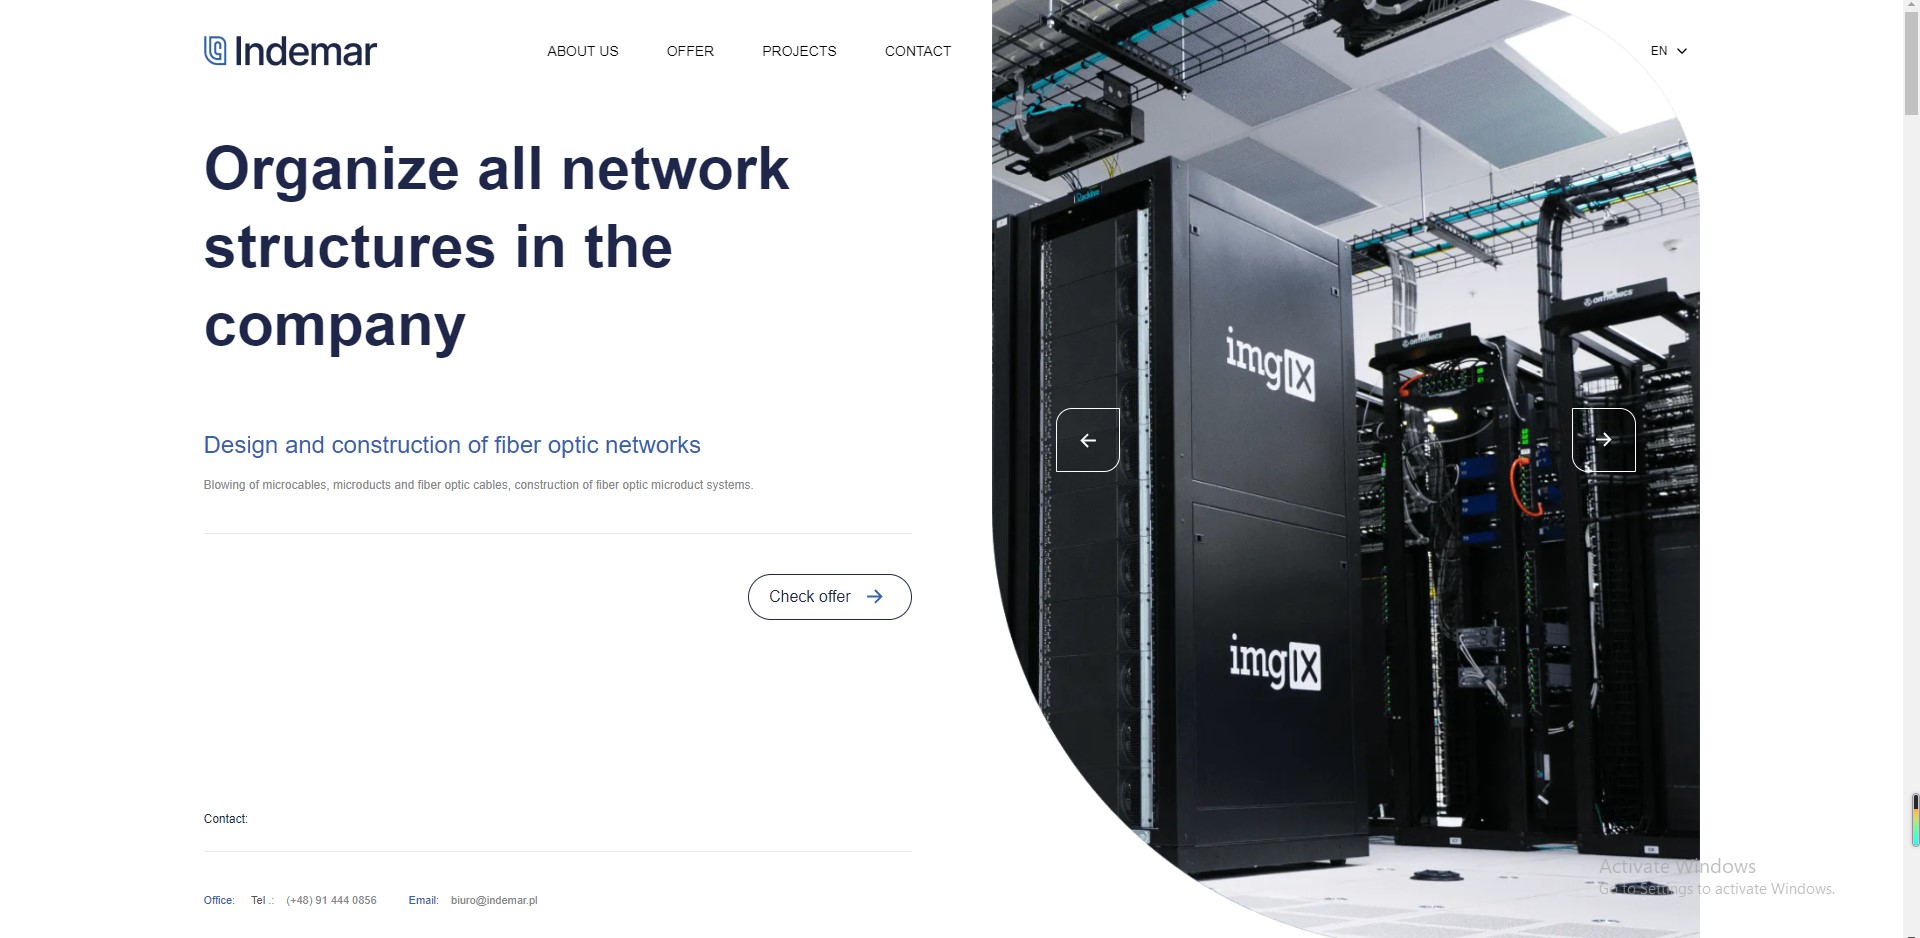 Indemar
ABOUT US
OFFER
PROJECTS
CONTACT
EN
Organize all network
structures in the
company
Design and construction of fiber optic networks
Blowing of microcables, microducts and fiber optic cables, construction of fiber optic microduct systems.
Check offer
Contact:
Office: Tel .: (+48) 91 444 0856 Email: biuro@indemar.pl
imgIX
imgIX
ORTRONICS
ORTRONICS
Activate Windows
Go to Settings to activate Windows.